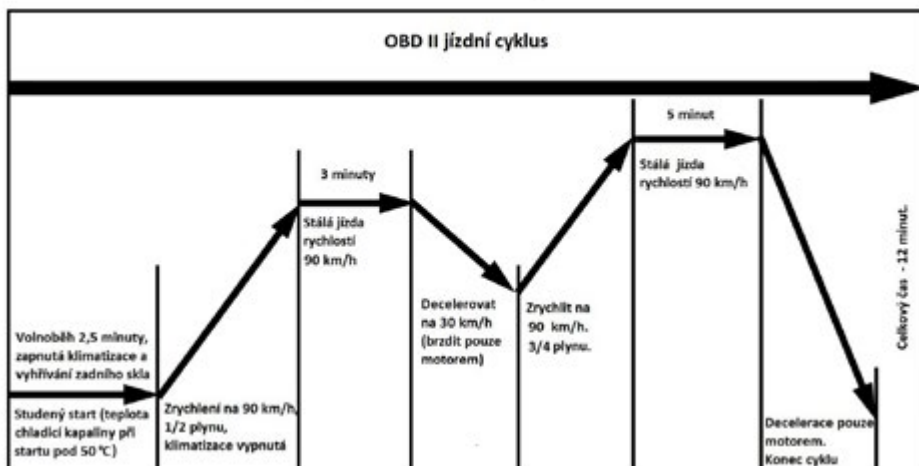 OBD II jízdní cyklus
Volnoběh 2,5 minuty,
zapnutá klimatizace a
vyhřívání zadního skla
Studený start (teplota
chladicí kapaliny při
startu pod 50 °C)
Zrychlení na 90 km/h,
1/2 plynu,
klimatizace vypnutá
3 minuty
Stálá jízda
rychlostí
90 km/h
Decelerovat
na 30 km/h
(brzdit pouze
motorem)
Zrychlit na
90 km/h.
3/4 plynu.
5 minut
Stálá jízda
rychlostí 90 km/h
Decelerace pouze
motorem.
Konec cyklu
Celkový čas - 12 minut.